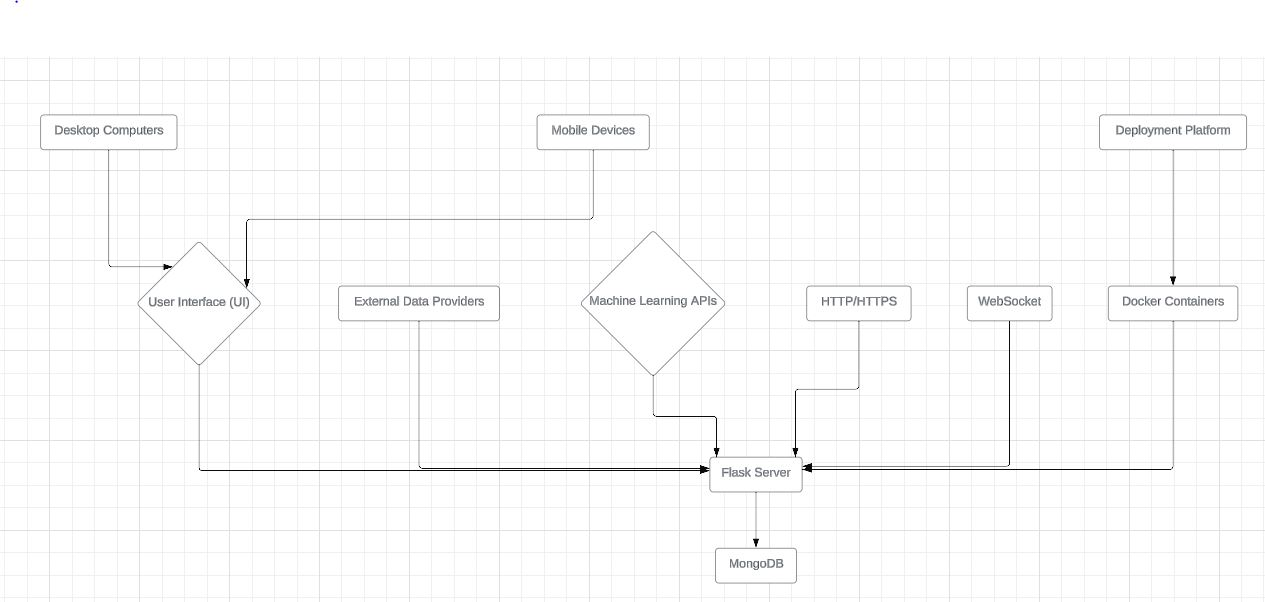 Desktop Computers
Mobile Devices
Deployment Platform
User Interface (UI)
External Data Providers
Machine Learning APIs
HTTP/HTTPS
WebSocket
Docker Containers
Flask Server
MongoDB